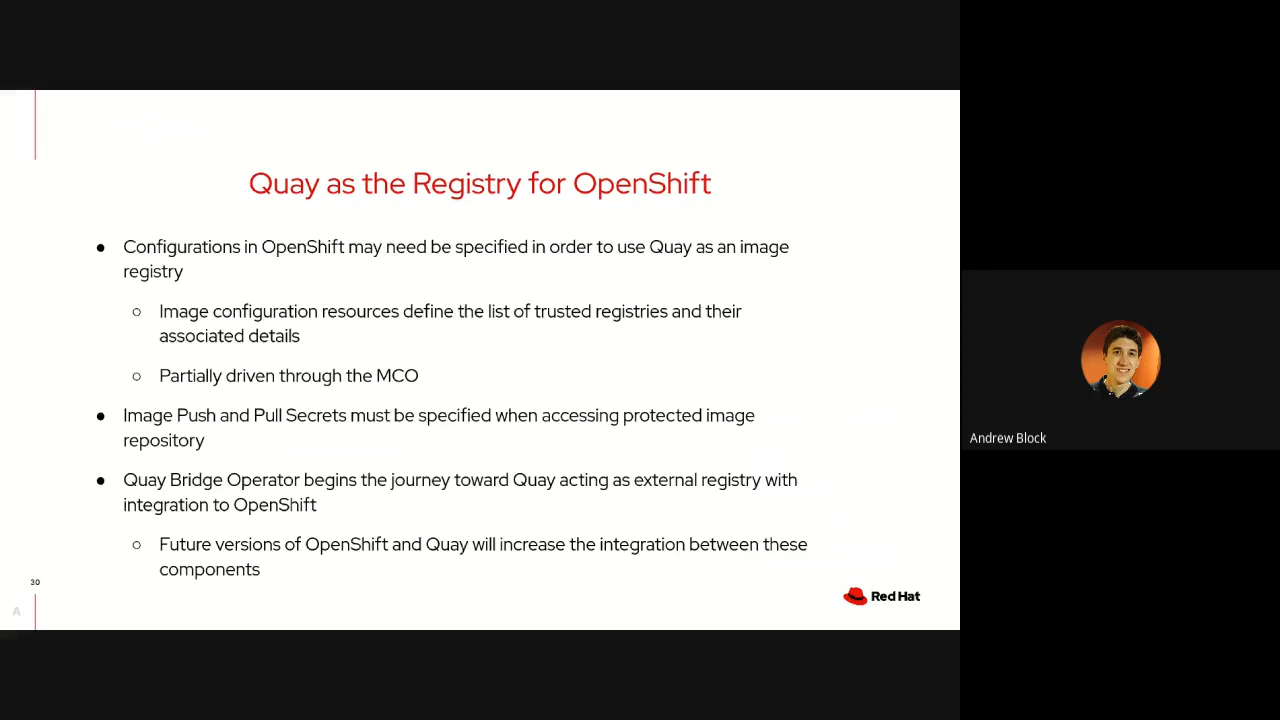 Quay as the Registry for OpenShift
● Configurations in OpenShift may need be specified in order to use Quay as an image
registry
○ Image configuration resources define the list of trusted registries and their
associated details
○ Partially driven through the MCO
● Image Push and Pull Secrets must be specified when accessing protected image
repository
● Quay Bridge Operator begins the journey toward Quay acting as external registry with
integration to OpenShift
○ Future versions of OpenShift and Quay will increase the integration between these
components
30
A
Red Hat
Andrew Block